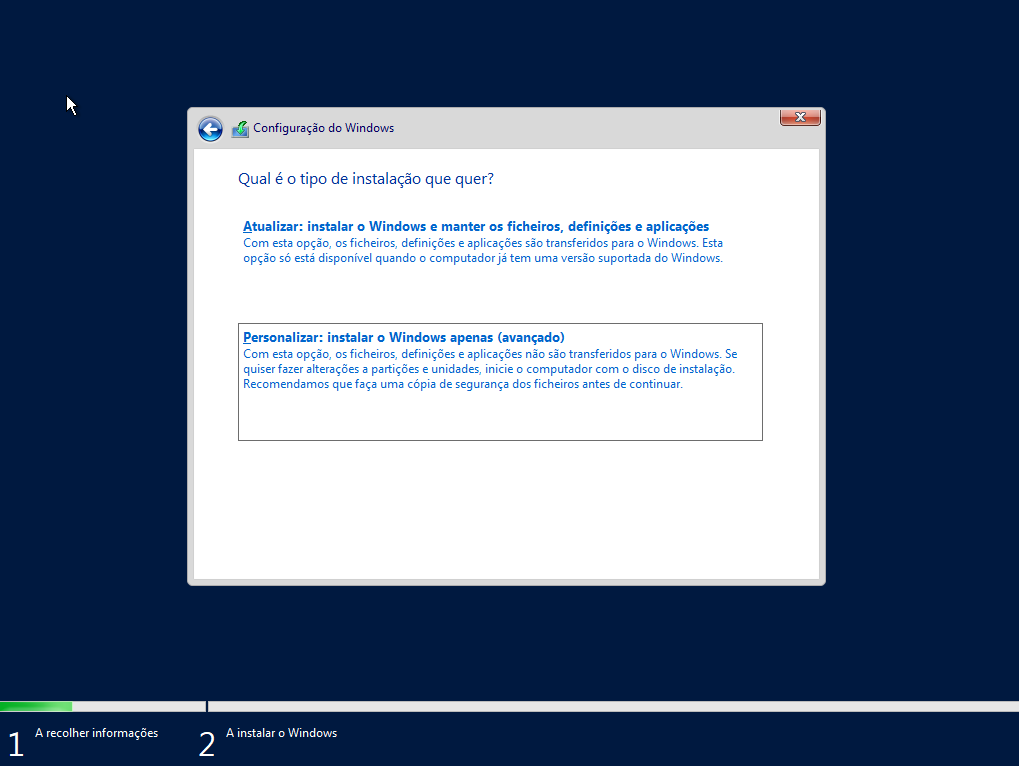 Configuração do Windows
Qual é o tipo de instalação que quer?
Atualizar: instalar o Windows e manter os ficheiros, definições e aplicações
Com esta opção, os ficheiros, definições e aplicações são transferidos para o Windows. Esta
opção só está disponível quando o computador já tem uma versão suportada do Windows.
Personalizar: instalar o Windows apenas (avançado)
Com esta opção, os ficheiros, definições e aplicações não são transferidos para o Windows. Se
quiser fazer alterações a partições e unidades, inicie o computador com o disco de instalação.
Recomendamos que faça uma cópia de segurança dos ficheiros antes de continuar.
1 A recolher informações
2 A instalar o Windows